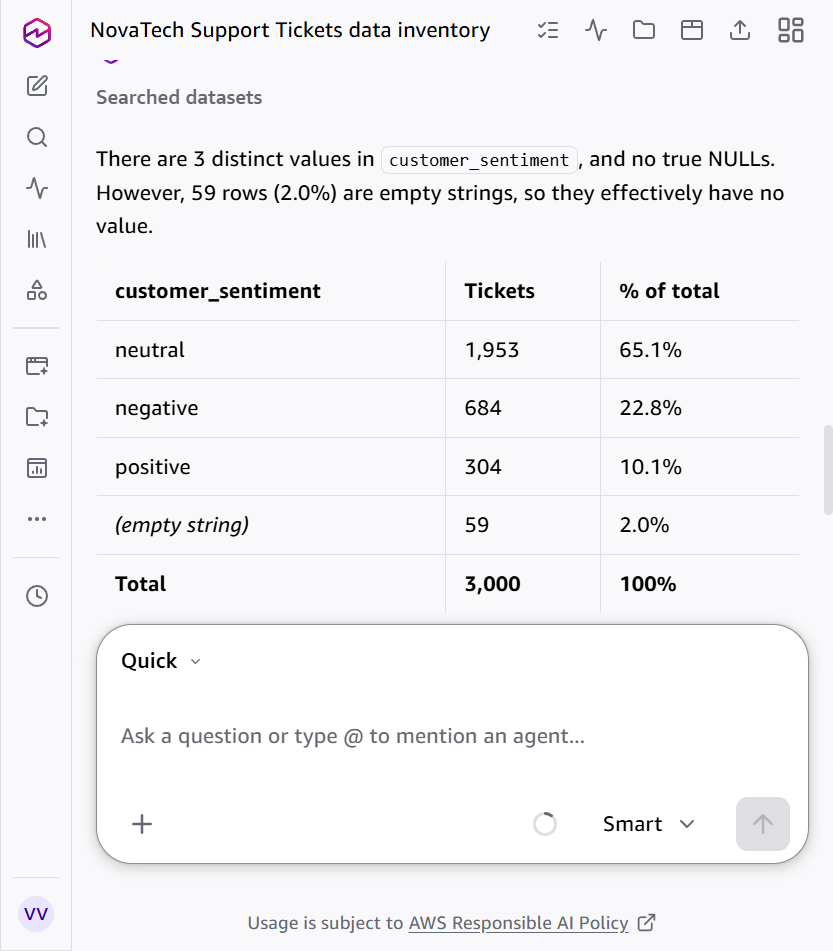 NovaTech Support Tickets data inventory
Searched datasets
There are 3 distinct values in customer_sentiment, and no true NULLs.
However, 59 rows (2.0%) are empty strings, so they effectively have no
value.
customer_sentiment Tickets % of total
neutral 1,953 65.1%
negative 684 22.8%
positive 304 10.1%
(empty string) 59 2.0%
Total 3,000 100%
Quick
Ask a question or type @ to mention an agent...
Smart
VV
Usage is subject to AWS Responsible AI Policy